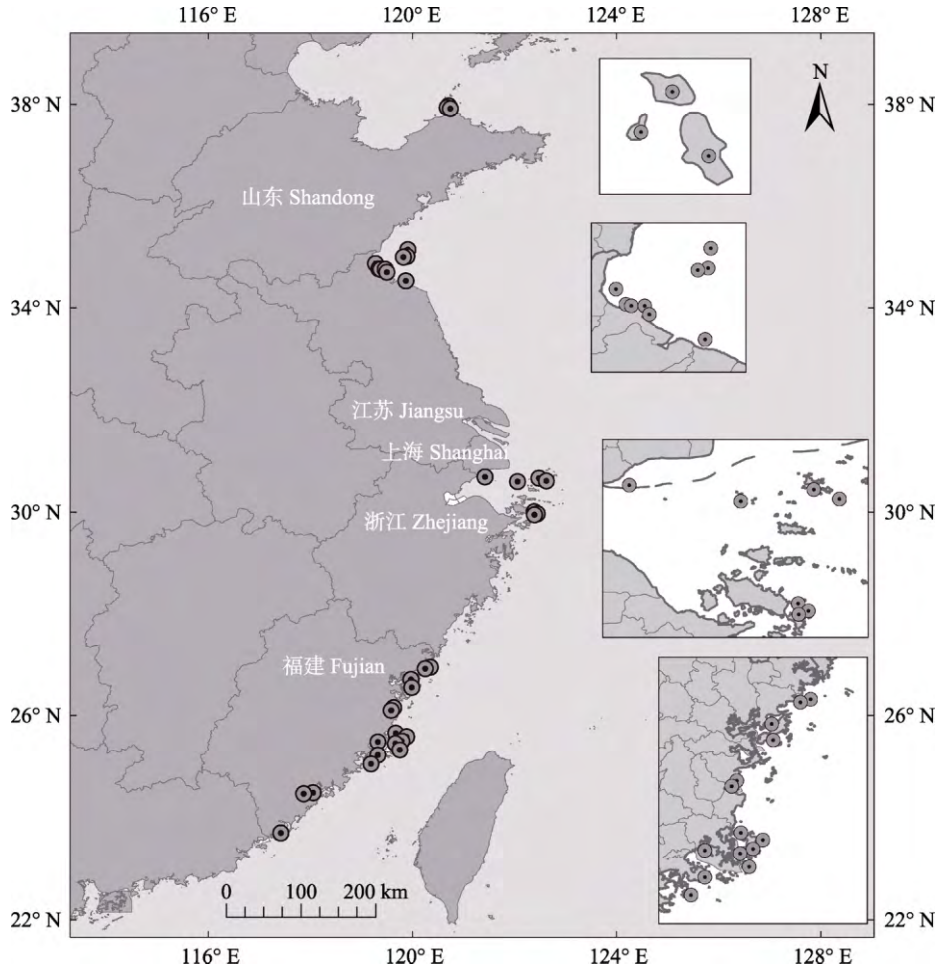 116° E 120° E 124° E 128° E
N
38° N 38° N
山东 Shandong
34° N 34° N
江苏 Jiangsu
上海 Shanghai
30° N 30° N
浙江 Zhejiang
福建 Fujian
26° N 26° N
0 100 200 km
22° N 22° N
116° E 120° E 124° E 128° E